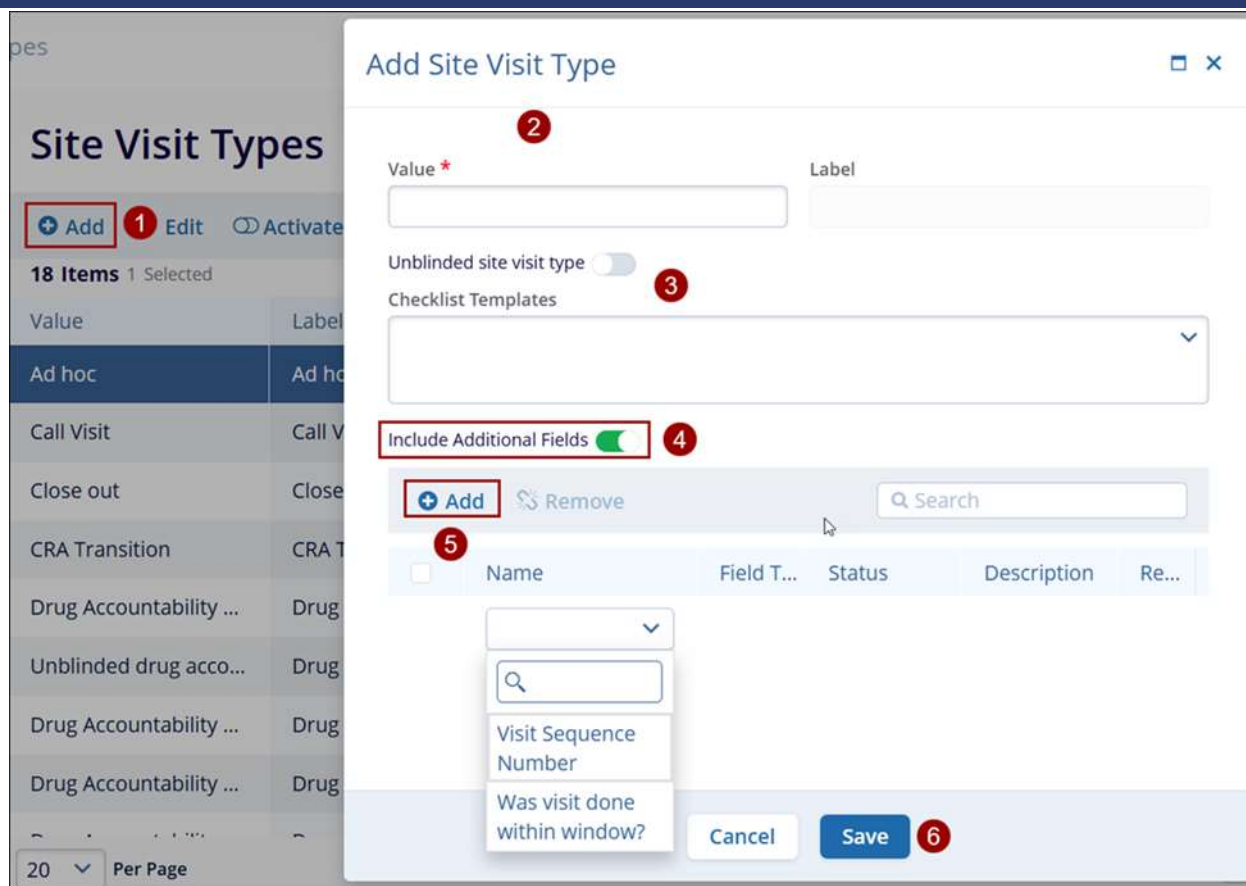 pes
Site Visit Types
Add 1 Edit Activate
18 Items 1 Selected
Value Label
Ad hoc Ad ho
Call Visit Call V
Close out Close
CRA Transition CRA T
Drug Accountability ... Drug
Unblinded drug acco... Drug
Drug Accountability ... Drug
Drug Accountability ... Drug
20 Per Page
Add Site Visit Type
2
Value * Label
Unblinded site visit type
3
Checklist Templates
Include Additional Fields 4
Add Remove Search
5
Name Field T... Status Description Re...
Visit Sequence
Number
Was visit done
within window?
Cancel Save 6